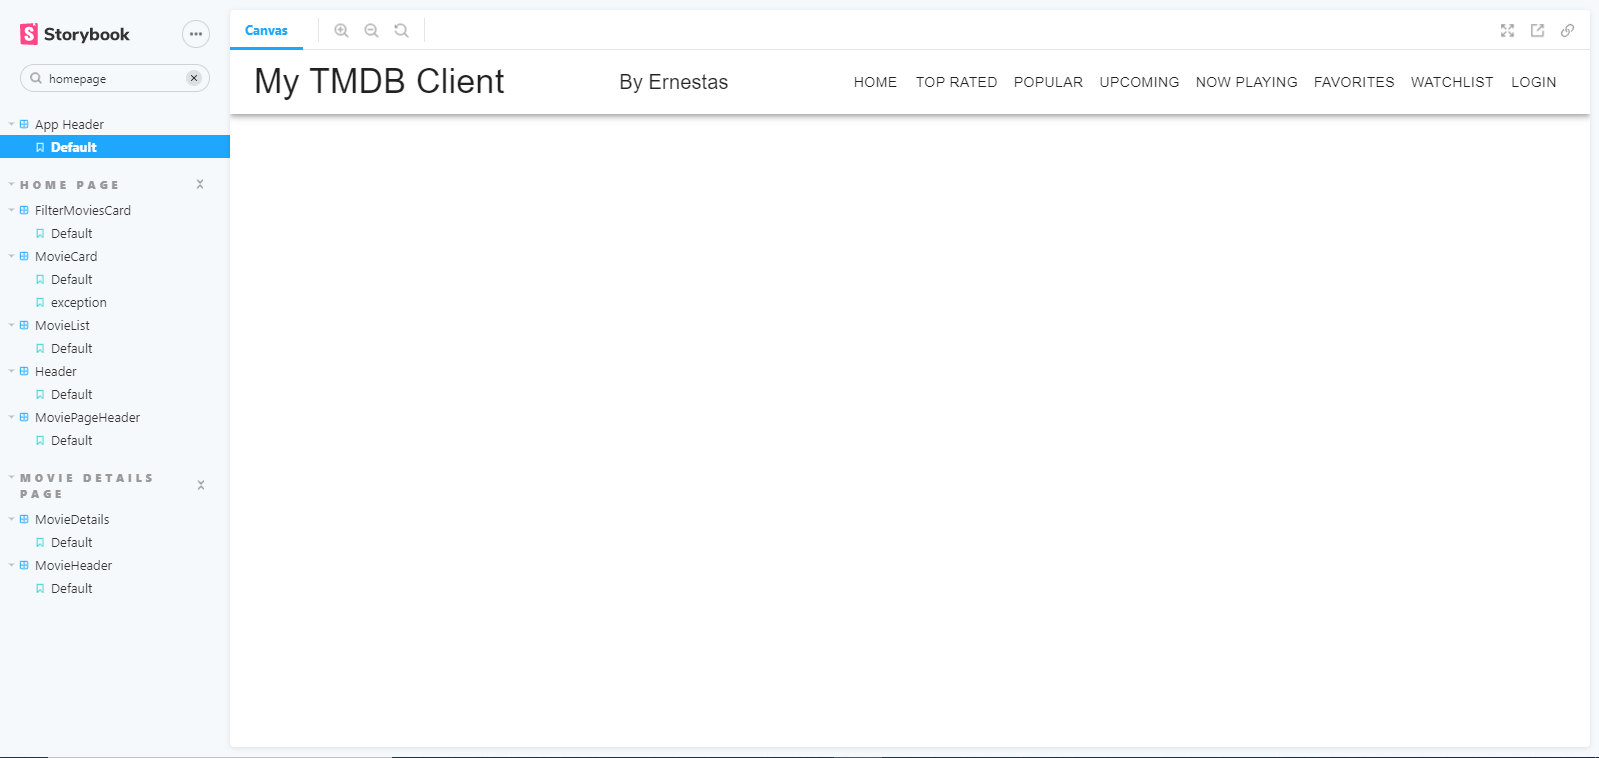 Storybook
homepage
App Header
Default
HOME PAGE
FilterMoviesCard
Default
MovieCard
Default
exception
MovieList
Default
Header
Default
MoviePageHeader
Default
MOVIE DETAILS
PAGE
MovieDetails
Default
MovieHeader
Default
Canvas
My TMDB Client By Ernestas HOME TOP RATED POPULAR UPCOMING NOW PLAYING FAVORITES WATCHLIST LOGIN